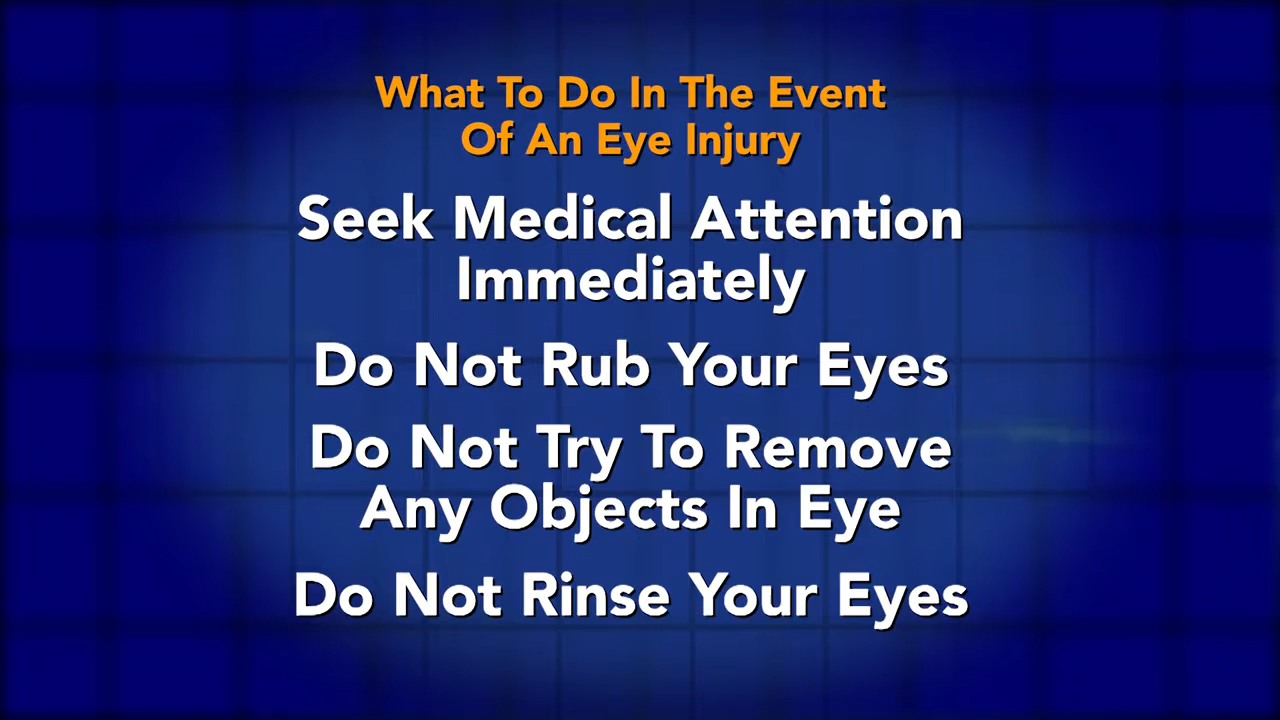 What To Do In The Event
Of An Eye Injury
Seek Medical Attention
Immediately
Do Not Rub Your Eyes
Do Not Try To Remove
Any Objects In Eye
Do Not Rinse Your Eyes